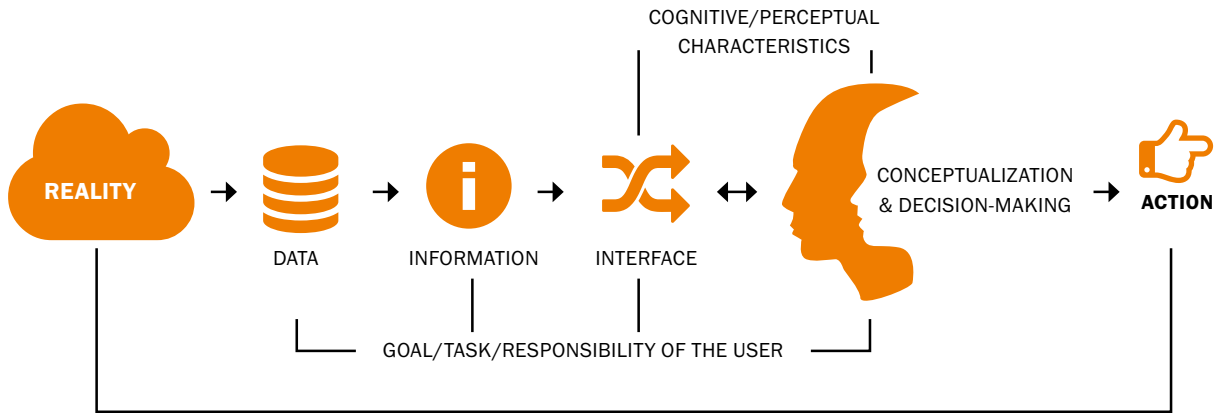 COGNITIVE/PERCEPTUAL
CHARACTERISTICS
REALITY
DATA
INFORMATION
INTERFACE
CONCEPTUALIZATION
& DECISION-MAKING
ACTION
GOAL/TASK/RESPONSIBILITY OF THE USER